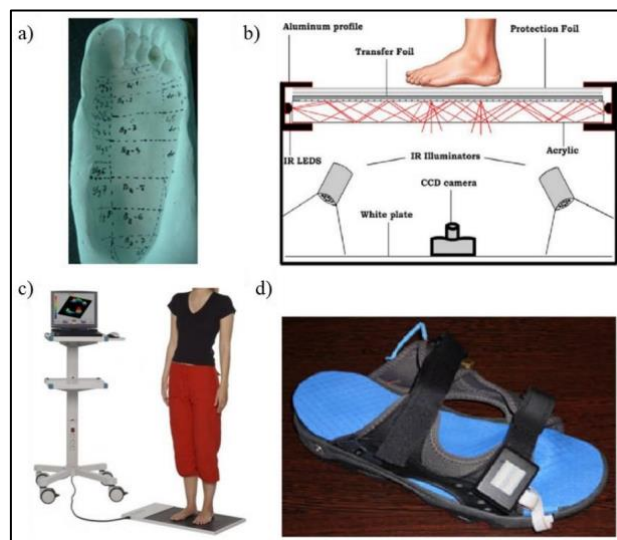 a)
b)
Aluminum profile
Protection Foil
Transfer Foil
IR LEDS
IR Illuminators
Acrylic
CCD camera
White plate
c)
d)